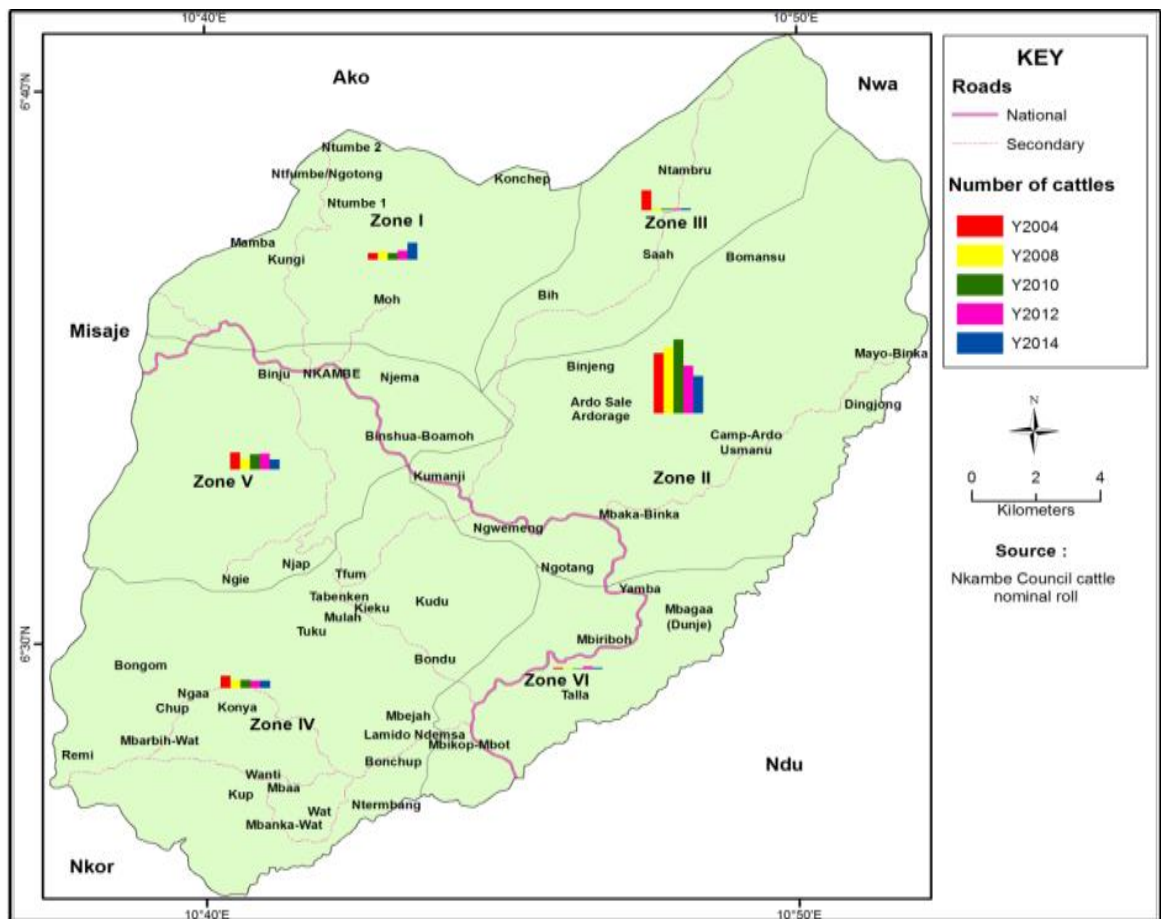 10°40'E
10°50'E
6°40'N
Ako
Nwa
Ntumbe 2
Ntfumbe/Ngotong
Konchep
Ntambru
Ntumbe 1
Zone I
Zone III
Mamba
Kungi
Saah
Bomansu
Moh
Bih
Misaje
Mayo-Binka
Binju
NKAMBE
Njema
Binjeng
Ardo Sale
Ardorage
Dingjong
Binshua-Boamoh
Camp-Ardo
Usmanu
Zone V
Kumanji
Zone II
Mbaka-Binka
Ngwemeng
Njap
Ngie
Tfum
Ngotang
Yamba
Tabenken
Kieku
Kudu
Mulah
Tuku
Mbagaa
(Dunje)
Mbiriboh
6°30'N
Bongom
Bondu
Zone VI
Talla
Ngaa
Chup
Konya
Zone IV
Mbejah
Mbarbih-Wat
Lamido Ndemsa
Mbikop-Mbot
Remi
Bonchup
Ndu
Wanti
Mbaa
Kup
Wat
Ntermbang
Mbanka-Wat
Nkor
10°40'E
10°50'E
KEY
Roads
National
Secondary
Number of cattles
Y2004
Y2008
Y2010
Y2012
Y2014
N
0 2 4
Kilometers
Source :
Nkambe Council cattle
nominal roll